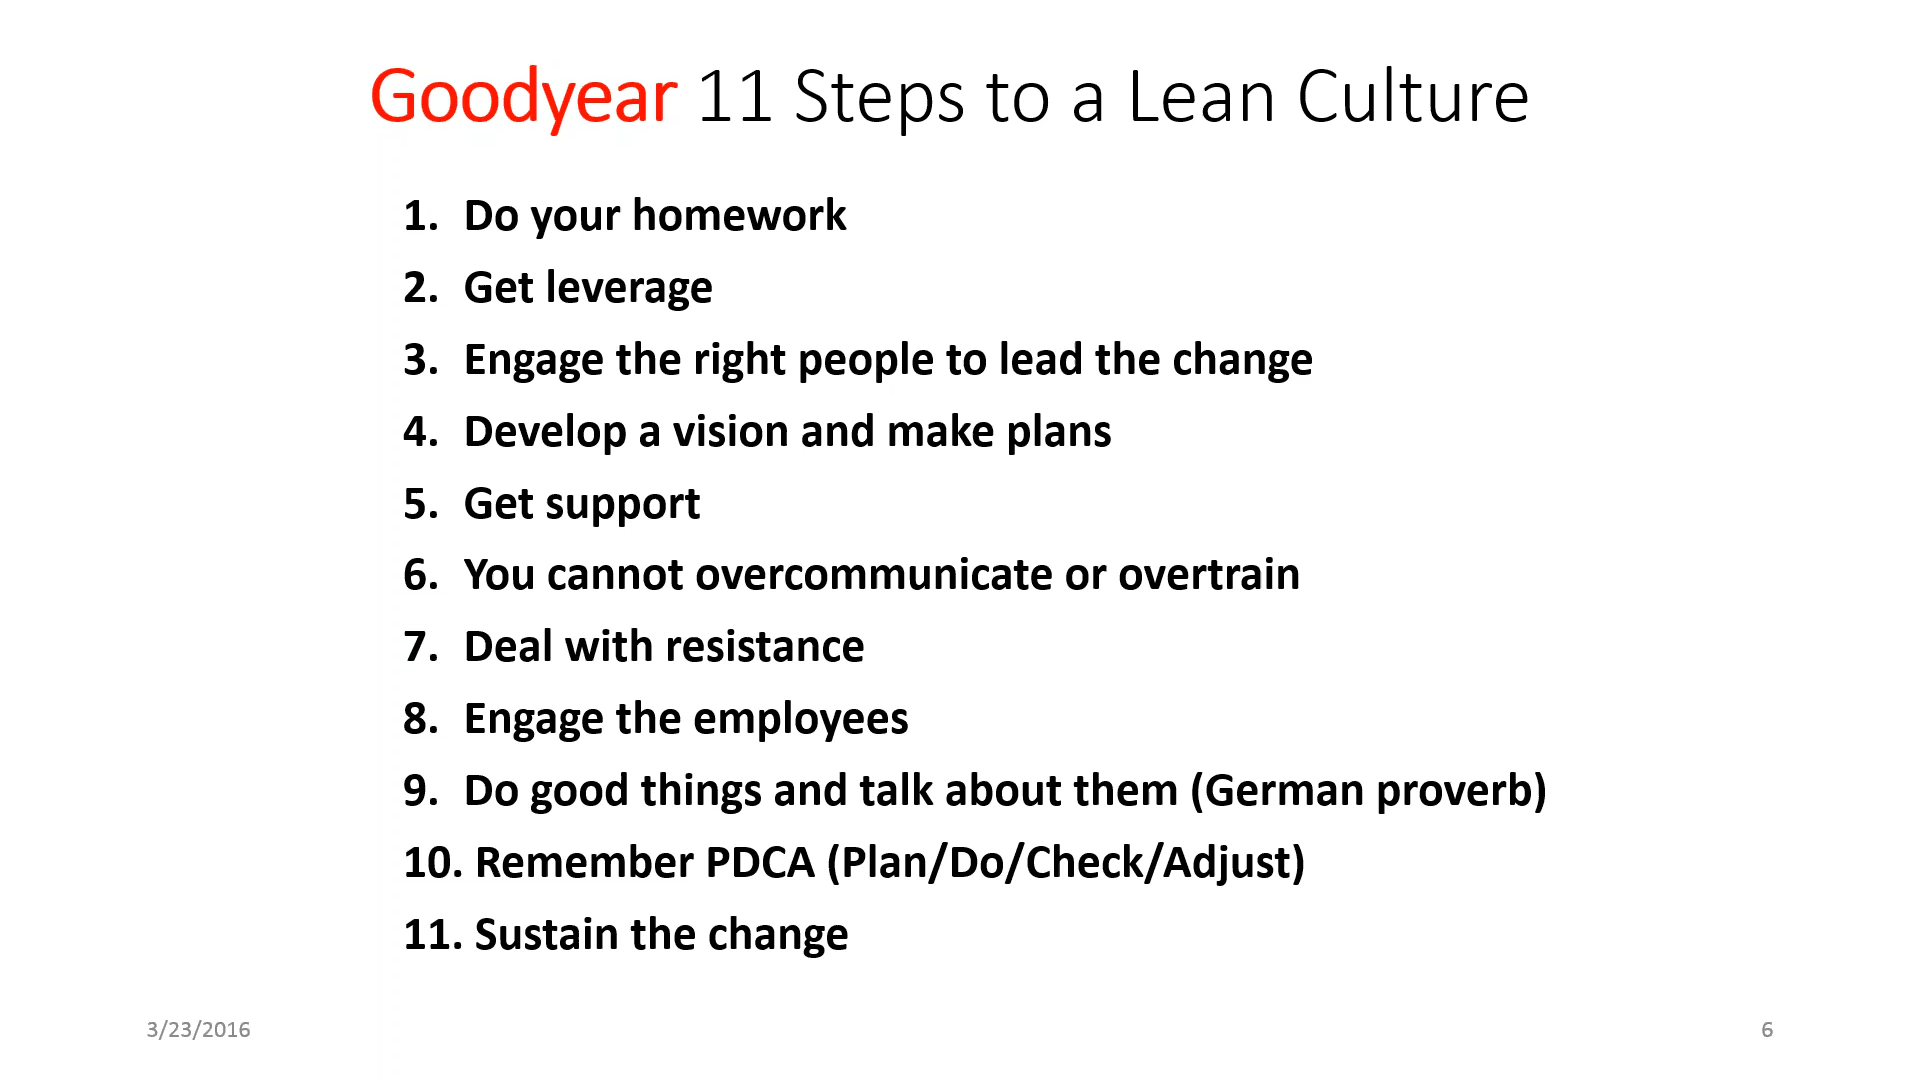 Goodyear 11 Steps to a Lean Culture
1. Do your homework
2. Get leverage
3. Engage the right people to lead the change
4. Develop a vision and make plans
5. Get support
6. You cannot overcommunicate or overtrain
7. Deal with resistance
8. Engage the employees
9. Do good things and talk about them (German proverb)
10. Remember PDCA (Plan/Do/Check/Adjust)
11. Sustain the change
3/23/2016
6